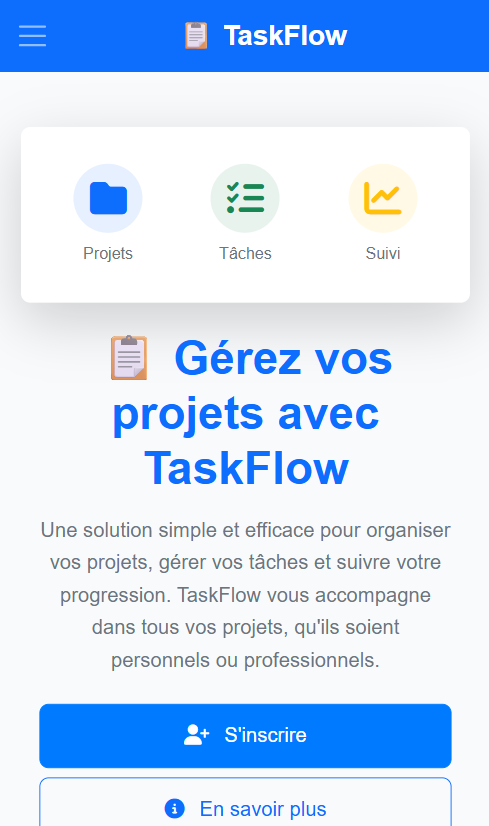 TaskFlow
Projets
Tâches
Suivi
Gérez vos
projets avec
TaskFlow
Une solution simple et efficace pour organiser
vos projets, gérer vos tâches et suivre votre
progression. TaskFlow vous accompagne
dans tous vos projets, qu'ils soient
personnels ou professionnels.
S'inscrire
En savoir plus